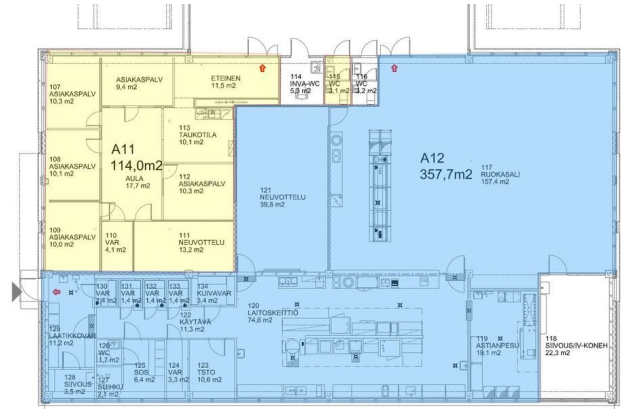 107
ASIAKASPALV
10,3 m2
ASIAKASPALV
9,4 m2
ETEINEN
11,5 m2
114
INVA-WC
5,3 m2
115
WC
3,1 m2
116
WC
3,2 m2
A11
114,0m2
AULA
17,7 m2
113
TAUKOTILA
10,1 m2
108
ASIAKASPALV
10,1 m2
112
ASIAKASPALV
10,3 m2
121
NEUVOTTELU
39,8 m2
A12
357,7m2
117
RUOKASALI
157,4 m2
109
ASIAKASPALV
10,0 m2
110
VAR
4,1 m2
111
NEUVOTTELU
13,2 m2
130
VAR
1,4 m2
131
VAR
1,4 m2
132
VAR
1,4 m2
133
VAR
1,4 m2
134
KUIVAVAR
3,4 m2
122
KÄYTÄVÄ
11,3 m2
120
LAITOSKEITTIÖ
74,6 m2
129
LAATIKKOVAR
11,2 m2
126
WC
1,7 m2
128
SIIVOUS
3,5 m2
127
SUIHKU
2,1 m2
125
SOS
6,4 m2
124
VAR
3,3 m2
123
TSTO
10,6 m2
119
ASTIANPESU
19,1 m2
118
SIIVOUS/IV-KONEH
22,3 m2